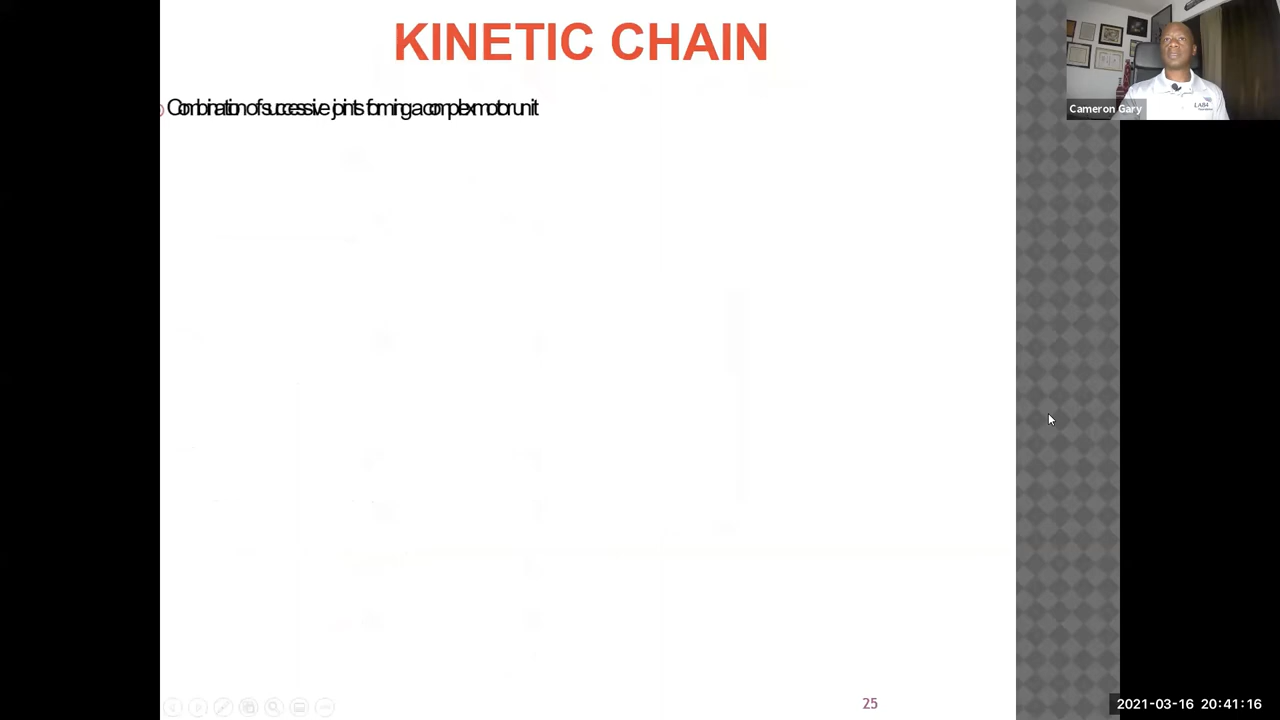 KINETIC CHAIN
Combination of successive joints forming a complex motor unit
Cameron Gary
LAB4
25
2021-03-16 20:41:16